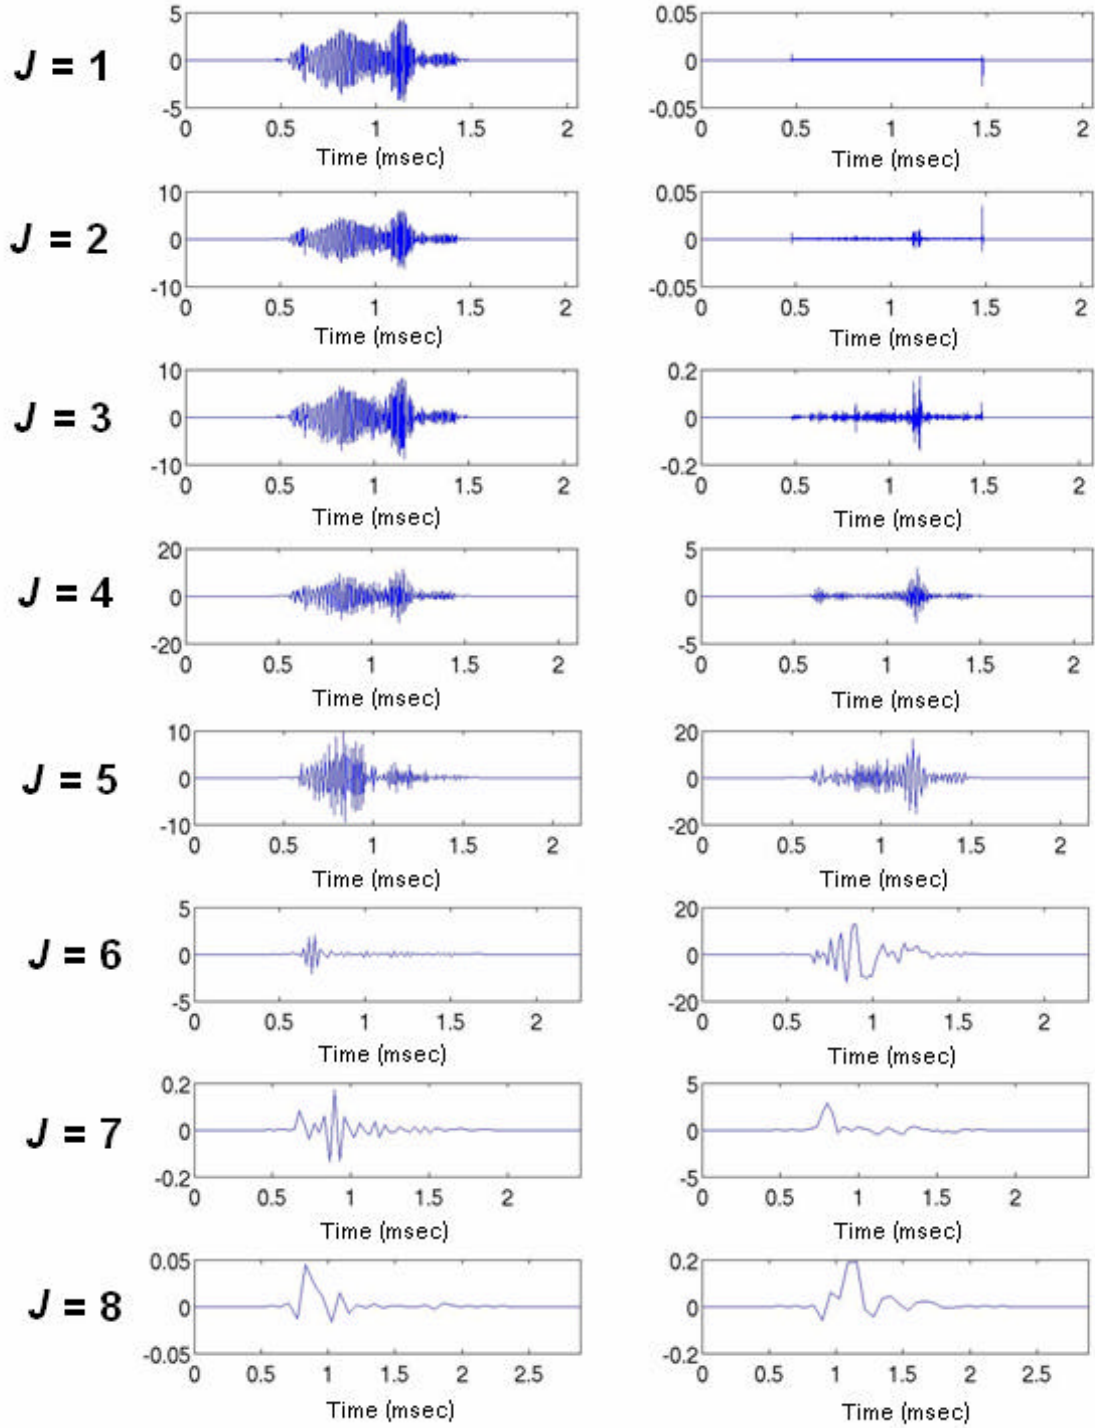 5 0.05
J = 1 0 0
-5 -0.05
0 0.5 1 1.5 2 0 0.5 1 1.5 2
Time (msec) Time (msec)
10 0.05
J = 2 0 0
-10 -0.05
0 0.5 1 1.5 2 0 0.5 1 1.5 2
Time (msec) Time (msec)
10 0.2
J = 3 0 0
-10 -0.2
0 0.5 1 1.5 2 0 0.5 1 1.5 2
Time (msec) Time (msec)
20 5
J = 4 0 0
-20 -5
0 0.5 1 1.5 2 0 0.5 1 1.5 2
Time (msec) Time (msec)
10 20
J = 5 0 0
-10 -20
0 0.5 1 1.5 2 0 0.5 1 1.5 2
Time (msec) Time (msec)
5 20
J = 6 0 0
-5 -20
0 0.5 1 1.5 2 0 0.5 1 1.5 2
Time (msec) Time (msec)
0.2 5
J = 7 0 0
-0.2 -5
0 0.5 1 1.5 2 0 0.5 1 1.5 2
Time (msec) Time (msec)
0.05 0.2
J = 8 0 0
-0.05 -0.2
0 0.5 1 1.5 2 2.5 0 0.5 1 1.5 2 2.5
Time (msec) Time (msec)